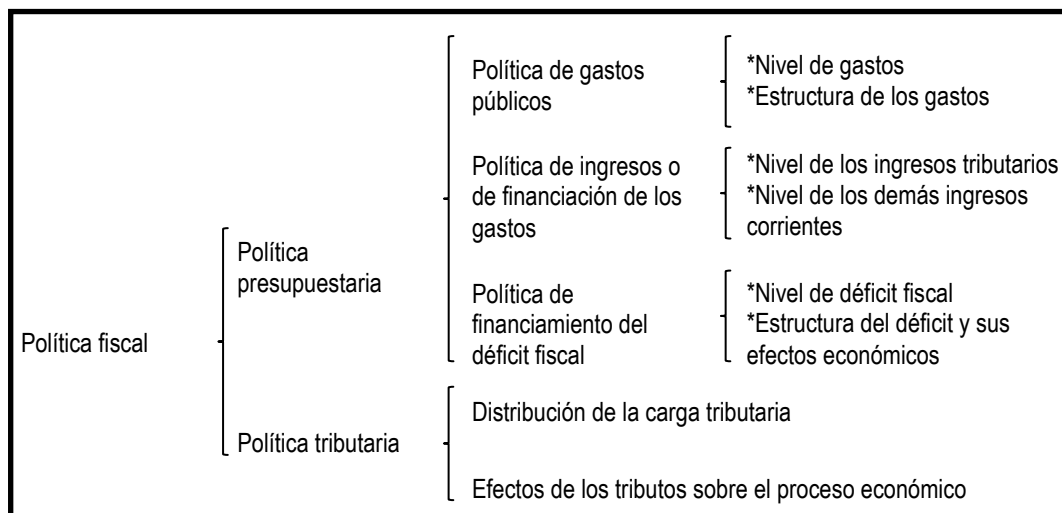 Política fiscal
Política
presupuestaria
Política de gastos
públicos
*Nivel de gastos
*Estructura de los gastos
Política de ingresos o
de financiación de los
gastos
*Nivel de los ingresos tributarios
*Nivel de los demás ingresos
corrientes
Política de
financiamiento del
déficit fiscal
*Nivel de déficit fiscal
*Estructura del déficit y sus
efectos económicos
Política tributaria
Distribución de la carga tributaria
Efectos de los tributos sobre el proceso económico